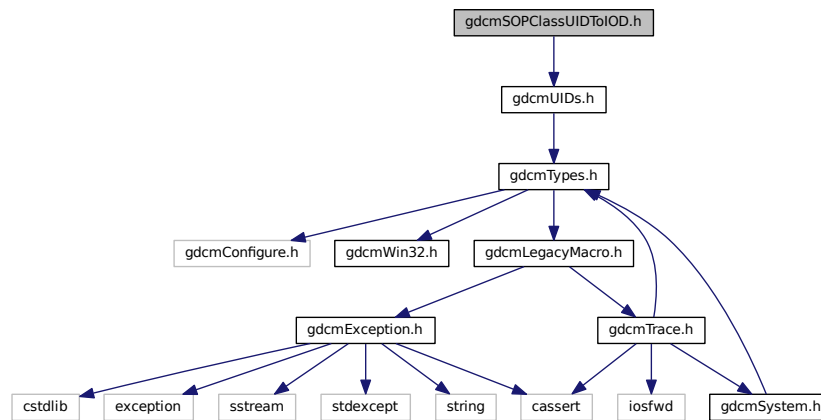 gdcmSOPClassUIDToIOD.h
gdcmUIDs.h
gdcmTypes.h
gdcmConfigure.h
gdcmWin32.h
gdcmLegacyMacro.h
gdcmException.h
gdcmTrace.h
cstdlib
exception
sstream
stdexcept
string
cassert
iosfwd
gdcmSystem.h